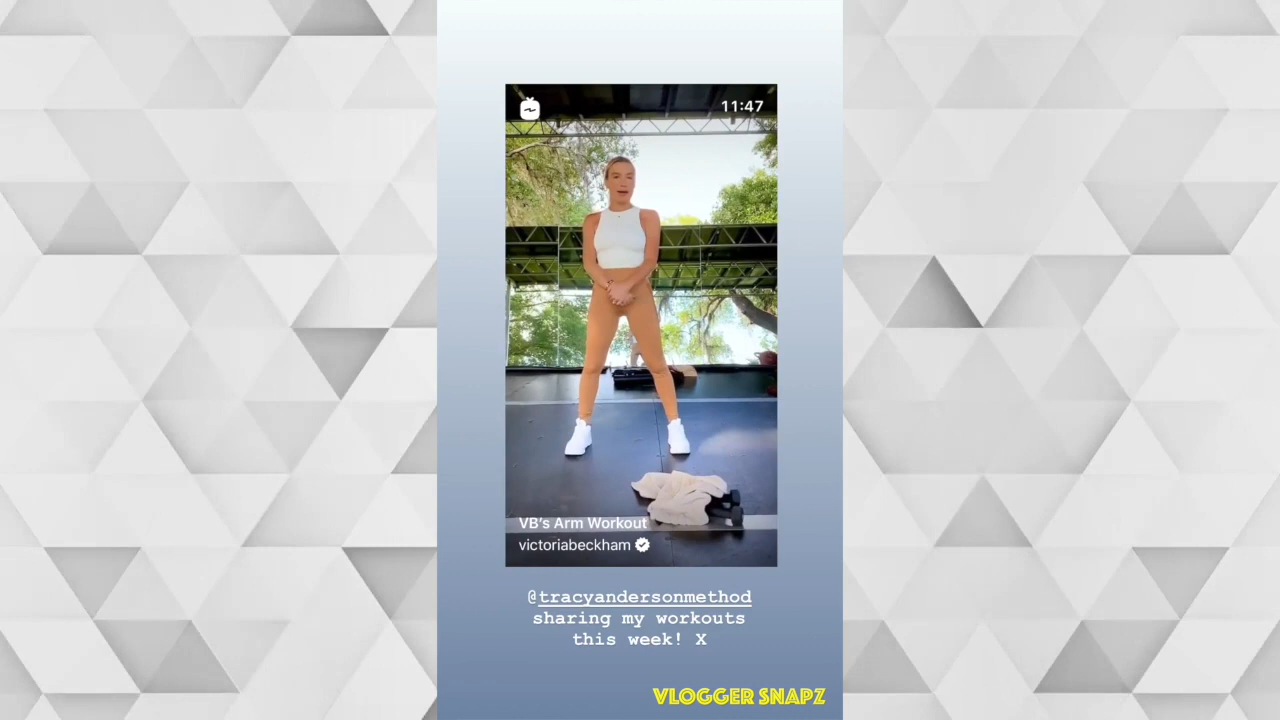 11:47
VB's Arm Workout
victoriabeckham
@tracyandersonmethod
sharing my workouts
this week! X
VLOGGER SNAPZ